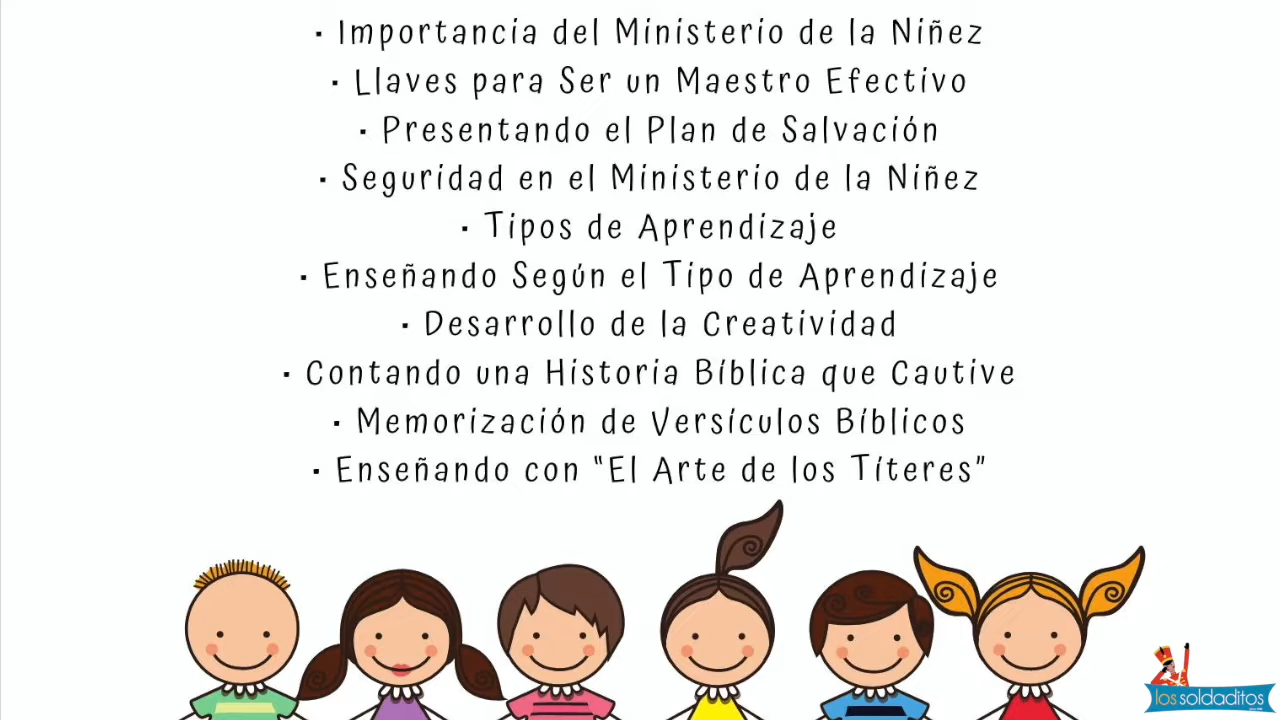 · Importancia del Ministerio de la Niñez
· Llaves para Ser un Maestro Efectivo
· Presentando el Plan de Salvación
· Seguridad en el Ministerio de la Niñez
· Tipos de Aprendizaje
· Enseñando Según el Tipo de Aprendizaje
· Desarrollo de la Creatividad
· Contando una Historia Bíblica que Cautive
· Memorización de Versículos Bíblicos
· Enseñando con "El Arte de los Títeres"
los soldaditos